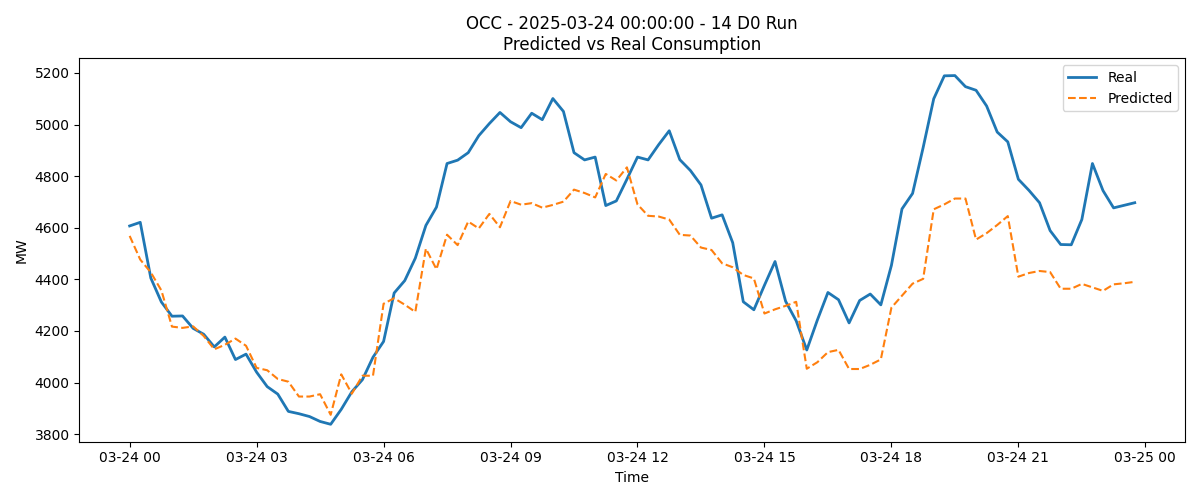 OCC - 2025-03-24 00:00:00 - 14 D0 Run
Predicted vs Real Consumption
Real
Predicted
MW
5200
5000
4800
4600
4400
4200
4000
3800
03-24 00
03-24 03
03-24 06
03-24 09
03-24 12
03-24 15
03-24 18
03-24 21
03-25 00
Time